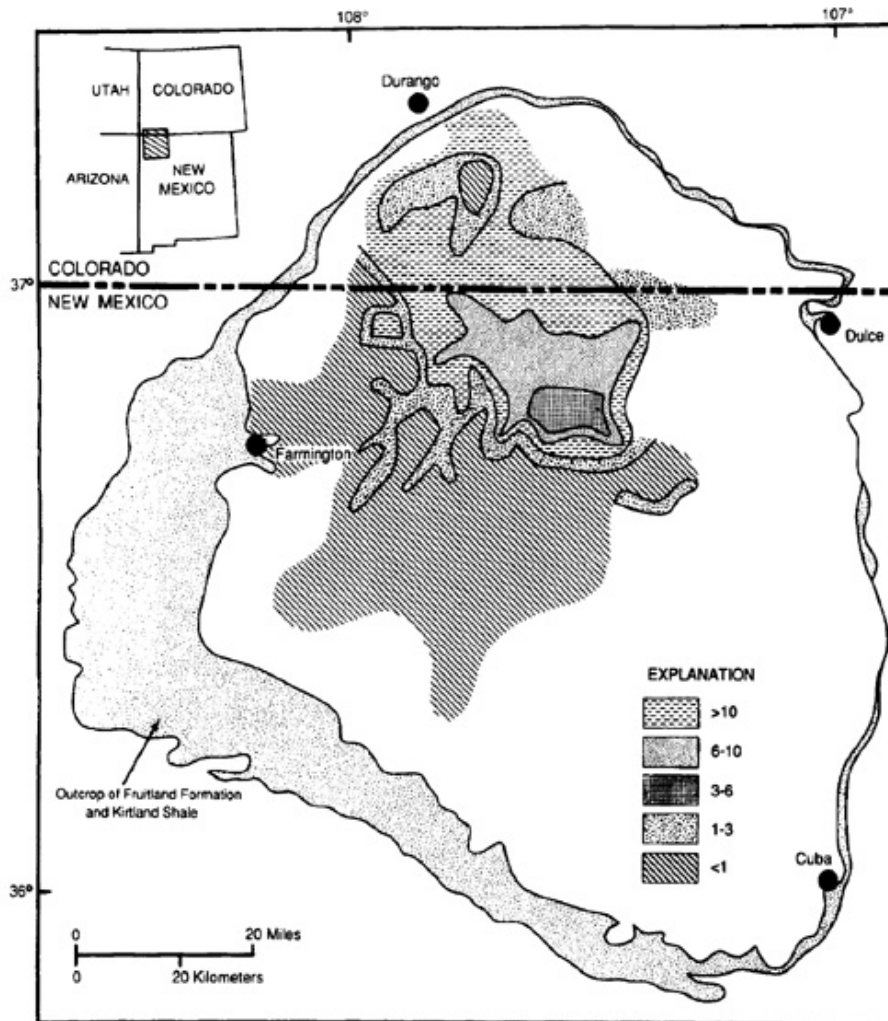 108°
107°
UTAH
COLORADO
ARIZONA
NEW
MEXICO
Durango
COLORADO
37°
NEW MEXICO
Dulce
Farmington
EXPLANATION
>10
6-10
3-6
1-3
<1
Outcrop of Fruitland Formation
and Kirtland Shale
Cuba
36°
0 20 Miles
0 20 Kilometers